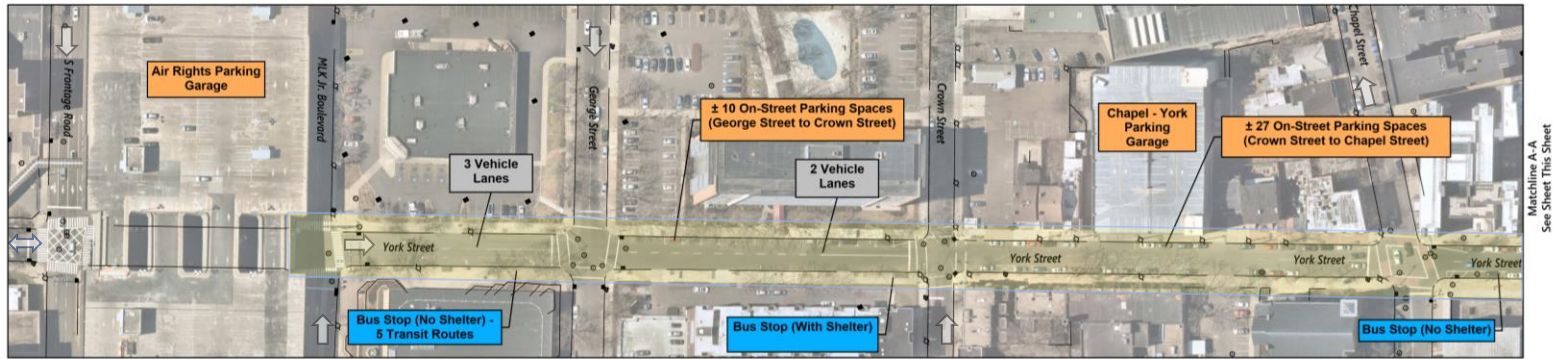 S Frontage Road
Air Rights Parking
Garage
MLK Jr. Boulevard
George Street
± 10 On-Street Parking Spaces
(George Street to Crown Street)
Crown Street
Chapel - York
Parking
Garage
± 27 On-Street Parking Spaces
(Crown Street to Chapel Street)
Chapel Street
3 Vehicle
Lanes
2 Vehicle
Lanes
York Street
York Street
York Street
York Street
Bus Stop (No Shelter) -
5 Transit Routes
Bus Stop (With Shelter)
Bus Stop (No Shelter)
Matchline A-A
See Sheet This Sheet